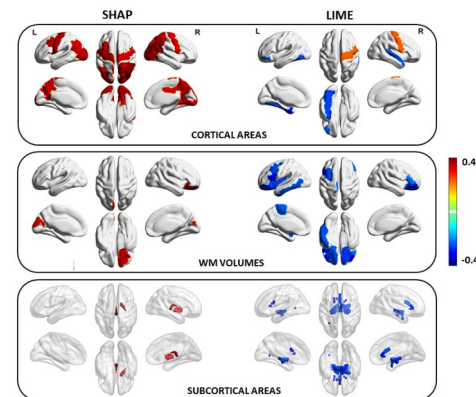 SHAP LIME
L R L R
CORTICAL AREAS
0.4
WM VOLUMES
-0.4
SUBCORTICAL AREAS